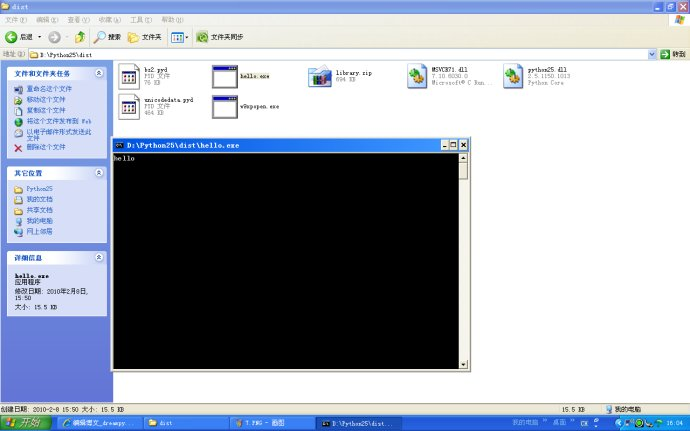 dist
文件(F) 编辑(E) 查看(V) 收藏(A) 工具(T) 帮助(H)
后退 搜索 文件夹 文件夹同步
地址(D) D:\Python25\dist 转到
文件和文件夹任务
重命名这个文件
移动这个文件
复制这个文件
将这个文件发布到 Web
以电子邮件形式发送此
文件
删除这个文件
其它位置
Python25
我的文档
共享文档
我的电脑
网上邻居
详细信息
hello.exe
应用程序
修改日期: 2010年2月8日,
15:50
大小: 15.5 KB
bz2.pyd
PYD 文件
hello.exe
library.zip
694 KB
MSVCR71.dll
7.10.6030.0
Microsoft® C Run...
python25.dll
2.5.1150.1013
Python Core
unicodedata.pyd
PYD 文件
484 KB
w9xpopen.exe
D:\Python25\dist\hello.exe
hello
创建日期: 2010-2-8 15:50 大小: 15.5 KB 15.5 KB 我的电脑
开始 编辑博文_dreampy... dist T.PNG - 画图 D:\Python25\dist... 我的电脑 » 桌面 » 16:04